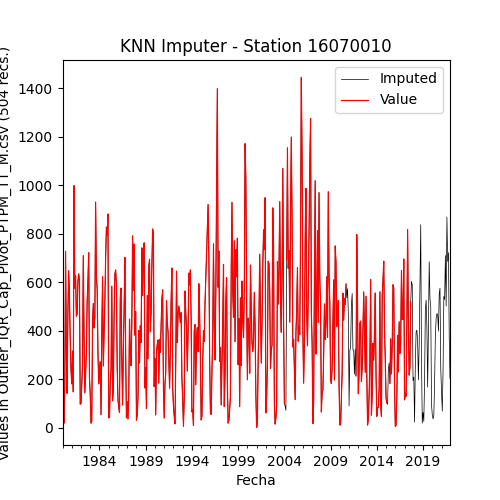 KNN Imputer - Station 16070010
Values in Outlier_IQR_Cap_Pivot_PTPM_TT_M.csv (504 recs.)
1400
1200
1000
800
600
400
200
0
Imputed
Value
1984 1989 1994 1999 2004 2009 2014 2019
Fecha